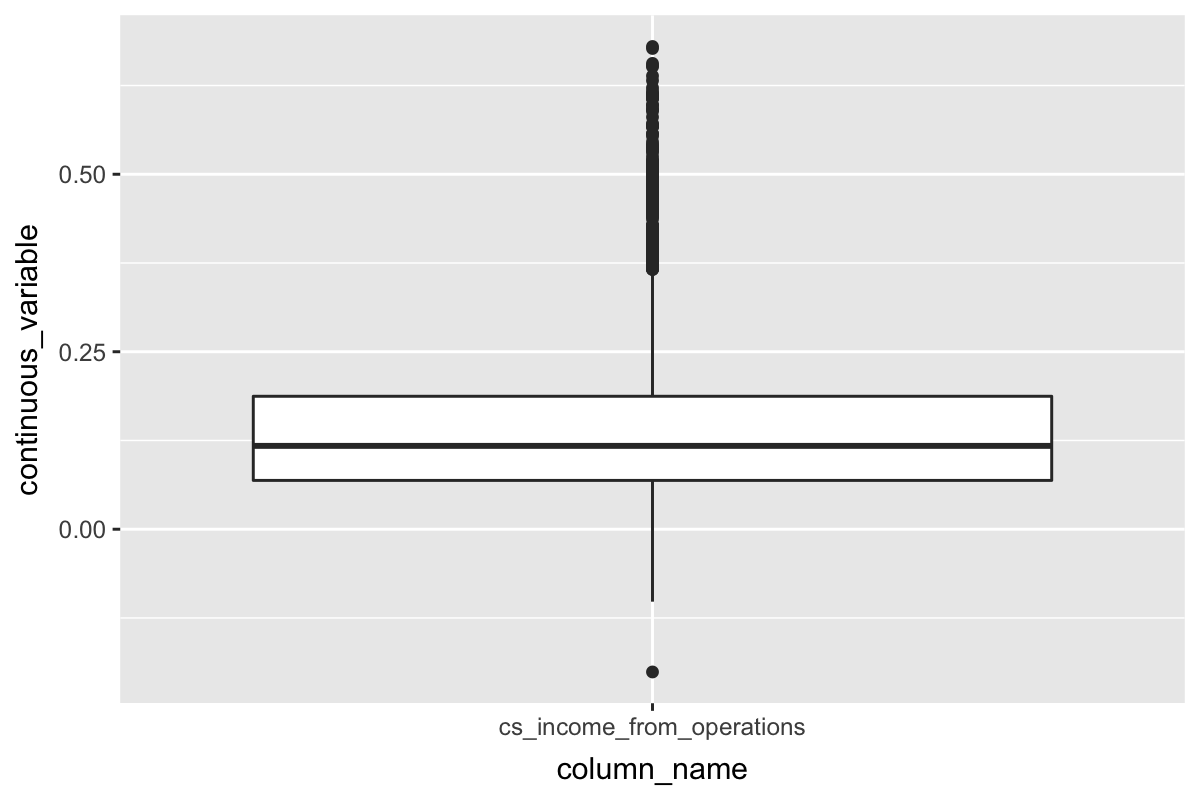 continuous_variable
0.50
0.25
0.00
cs_income_from_operations
column_name